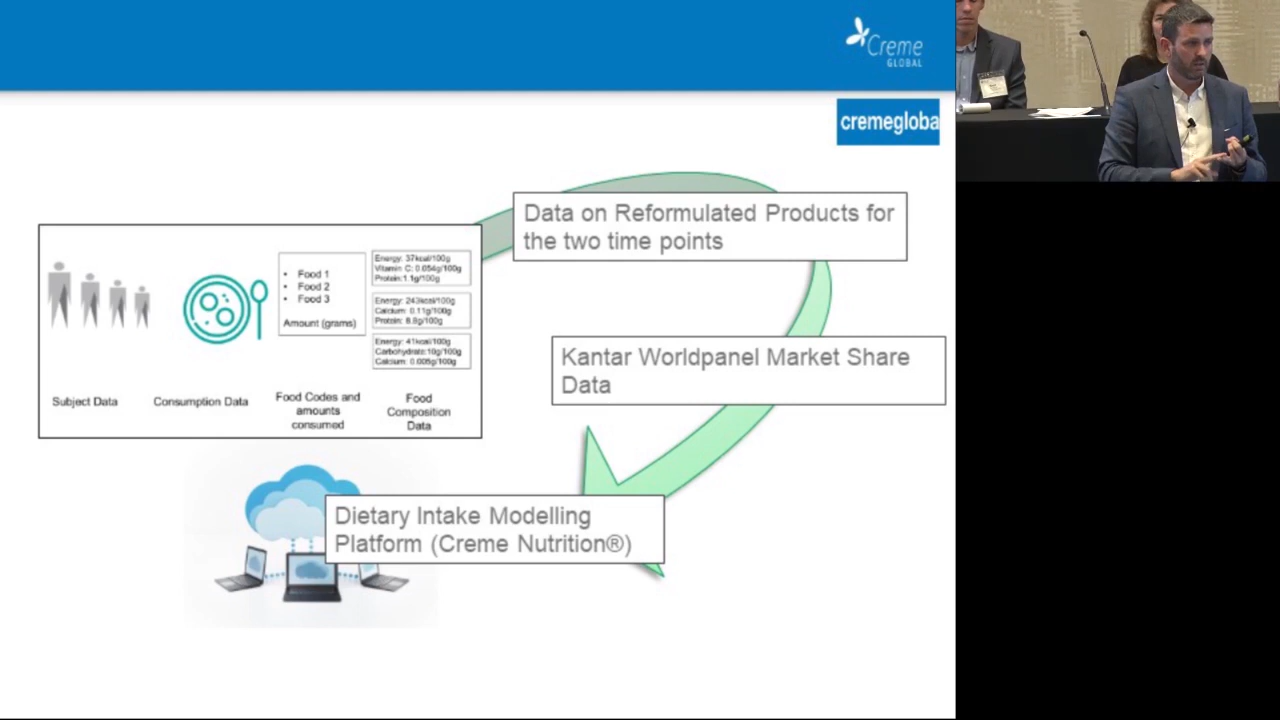 Creme
GLOBAL
cremegloba
Data on Reformulated Products for
the two time points
Energy: 37kcal/100g
Vitamin C: 0.054g/100g
Protein:1.1g/100g
• Food 1
• Food 2
• Food 3
Amount (grams)
Energy: 243kcal/100g
Calcium: 0.11g/100g
Protein: 8.9g/100g
Energy: 41kcal/100g
Carbohydrate:10g/100g
Calcium: 0.005g/100g
Subject Data
Consumption Data
Food Codes and
amounts
consumed
Food
Composition
Data
Kantar Worldpanel Market Share
Data
Dietary Intake Modelling
Platform (Creme Nutrition®)